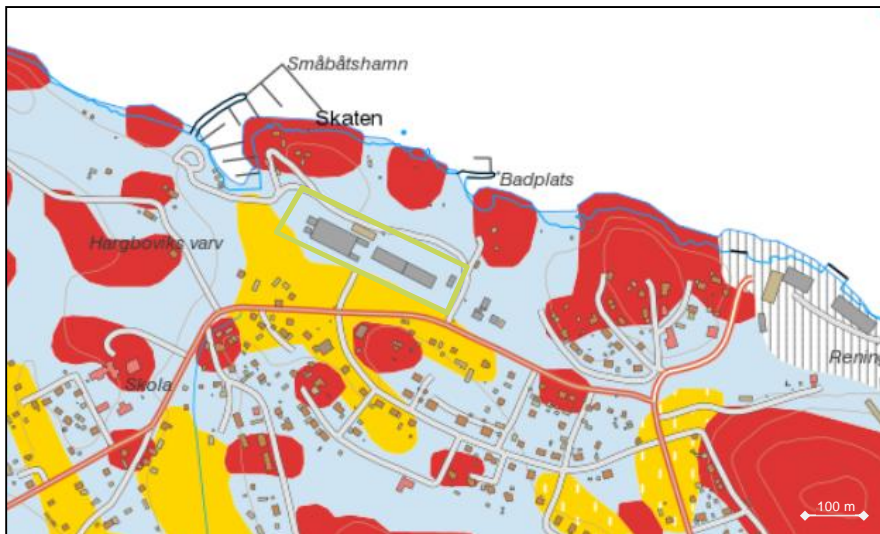 Småbåtshamn
Skaten
Badplats
Hargboviks varv
Rening
Skola
100 m